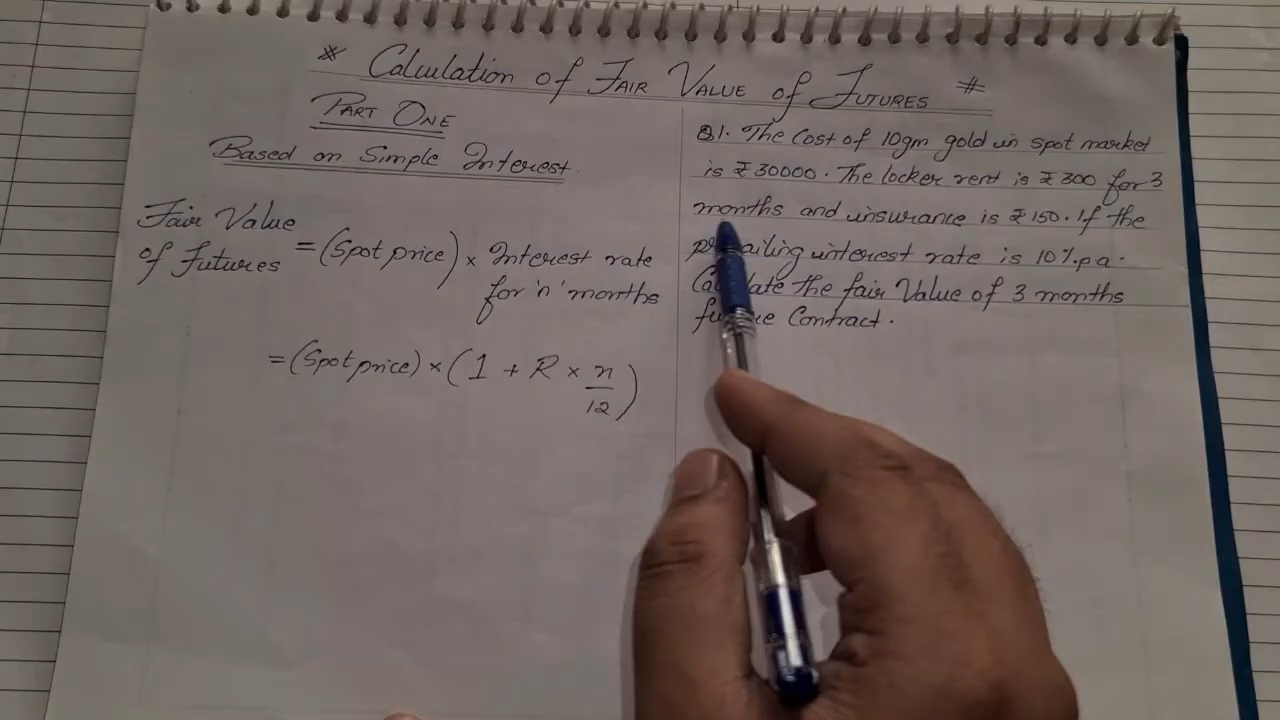 * Calculation of FAIR VALUE of FUTURES *
PART ONE
Based on Simple Interest
Fair Value
of Futures = (Spot price) × Interest rate
for 'n' months
= (Spot price) × (1 + R × n/12)
Q1. The Cost of 10gm gold in spot market
is ₹30000. The locker rent is ₹300 for 3
months and insurance is ₹150. If the
interest rate is 10% p.a.
the fair Value of 3 months
Contract.